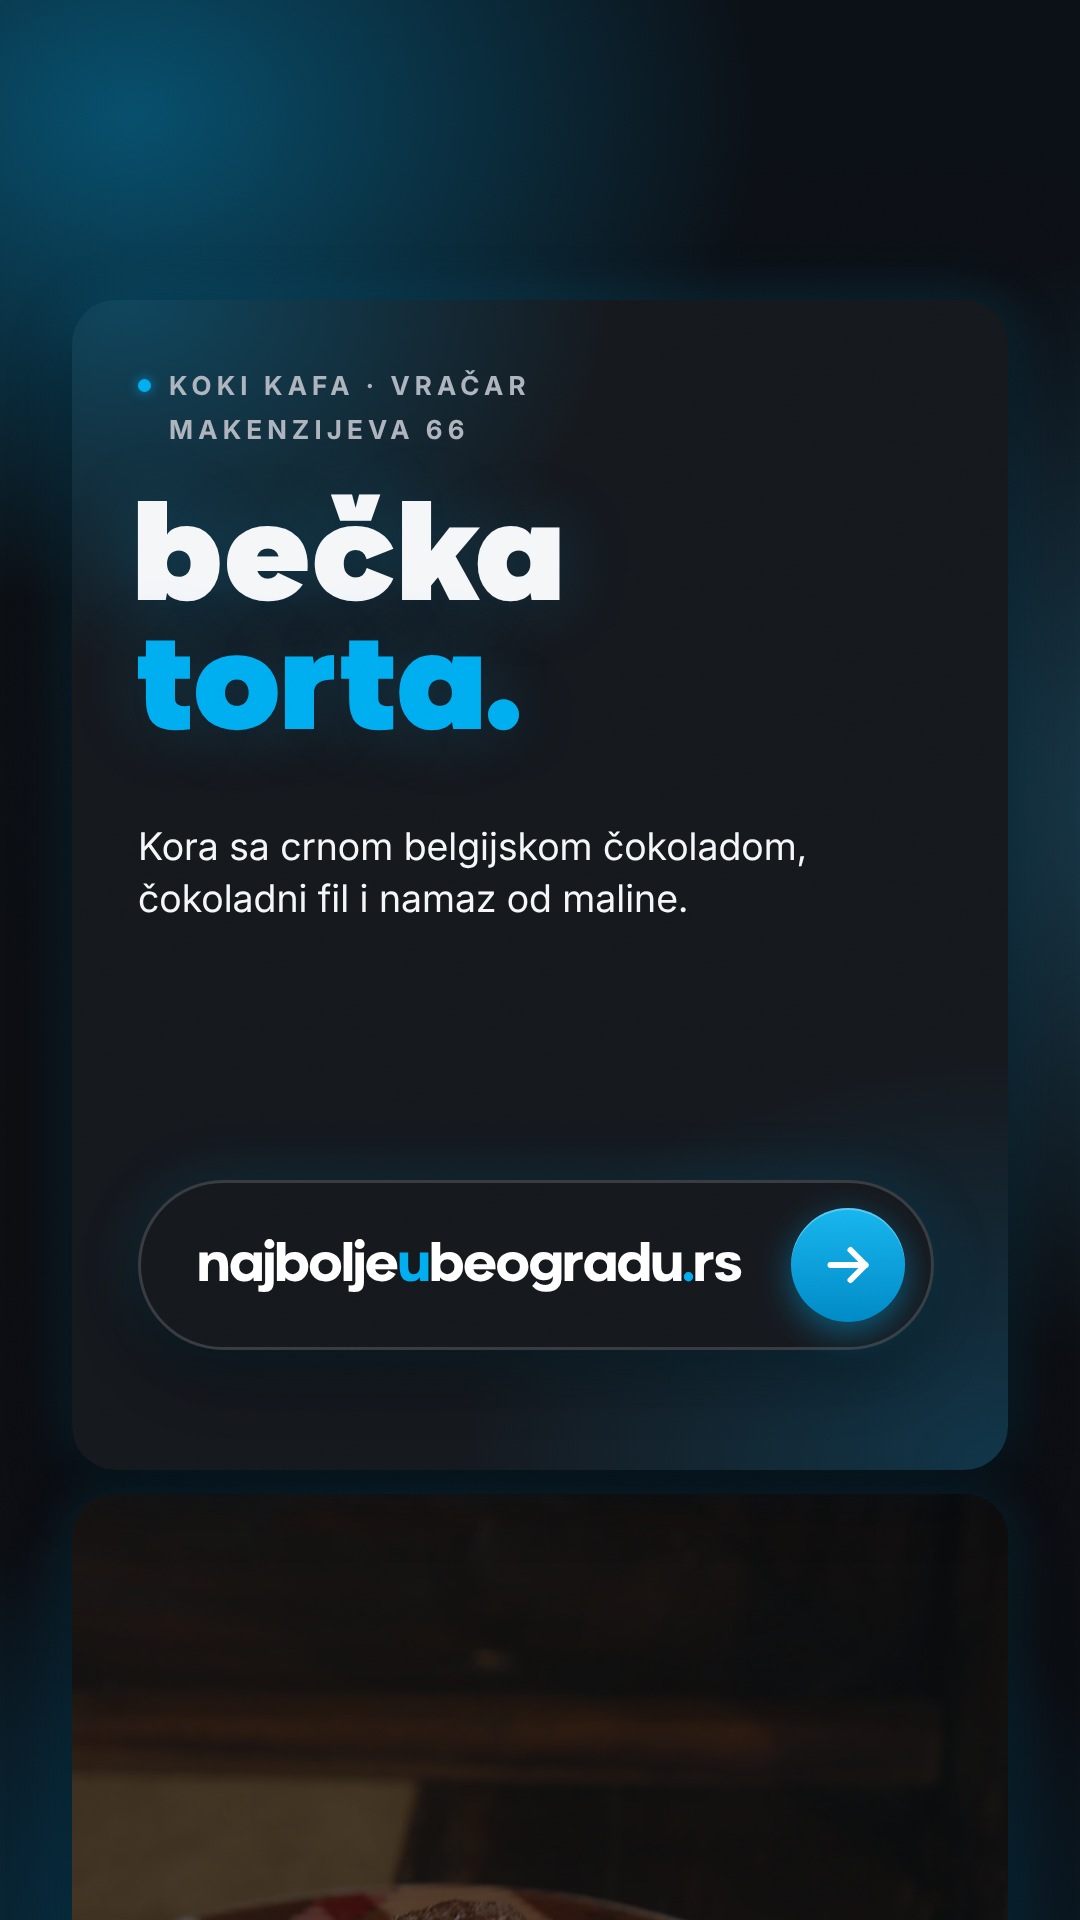 KOKI KAFA · VRAČAR
MAKENZIJEVA 66
bečka
torta.
Kora sa crnom belgijskom čokoladom,
čokoladni fil i namaz od maline.
najboljeubeogradu.rs